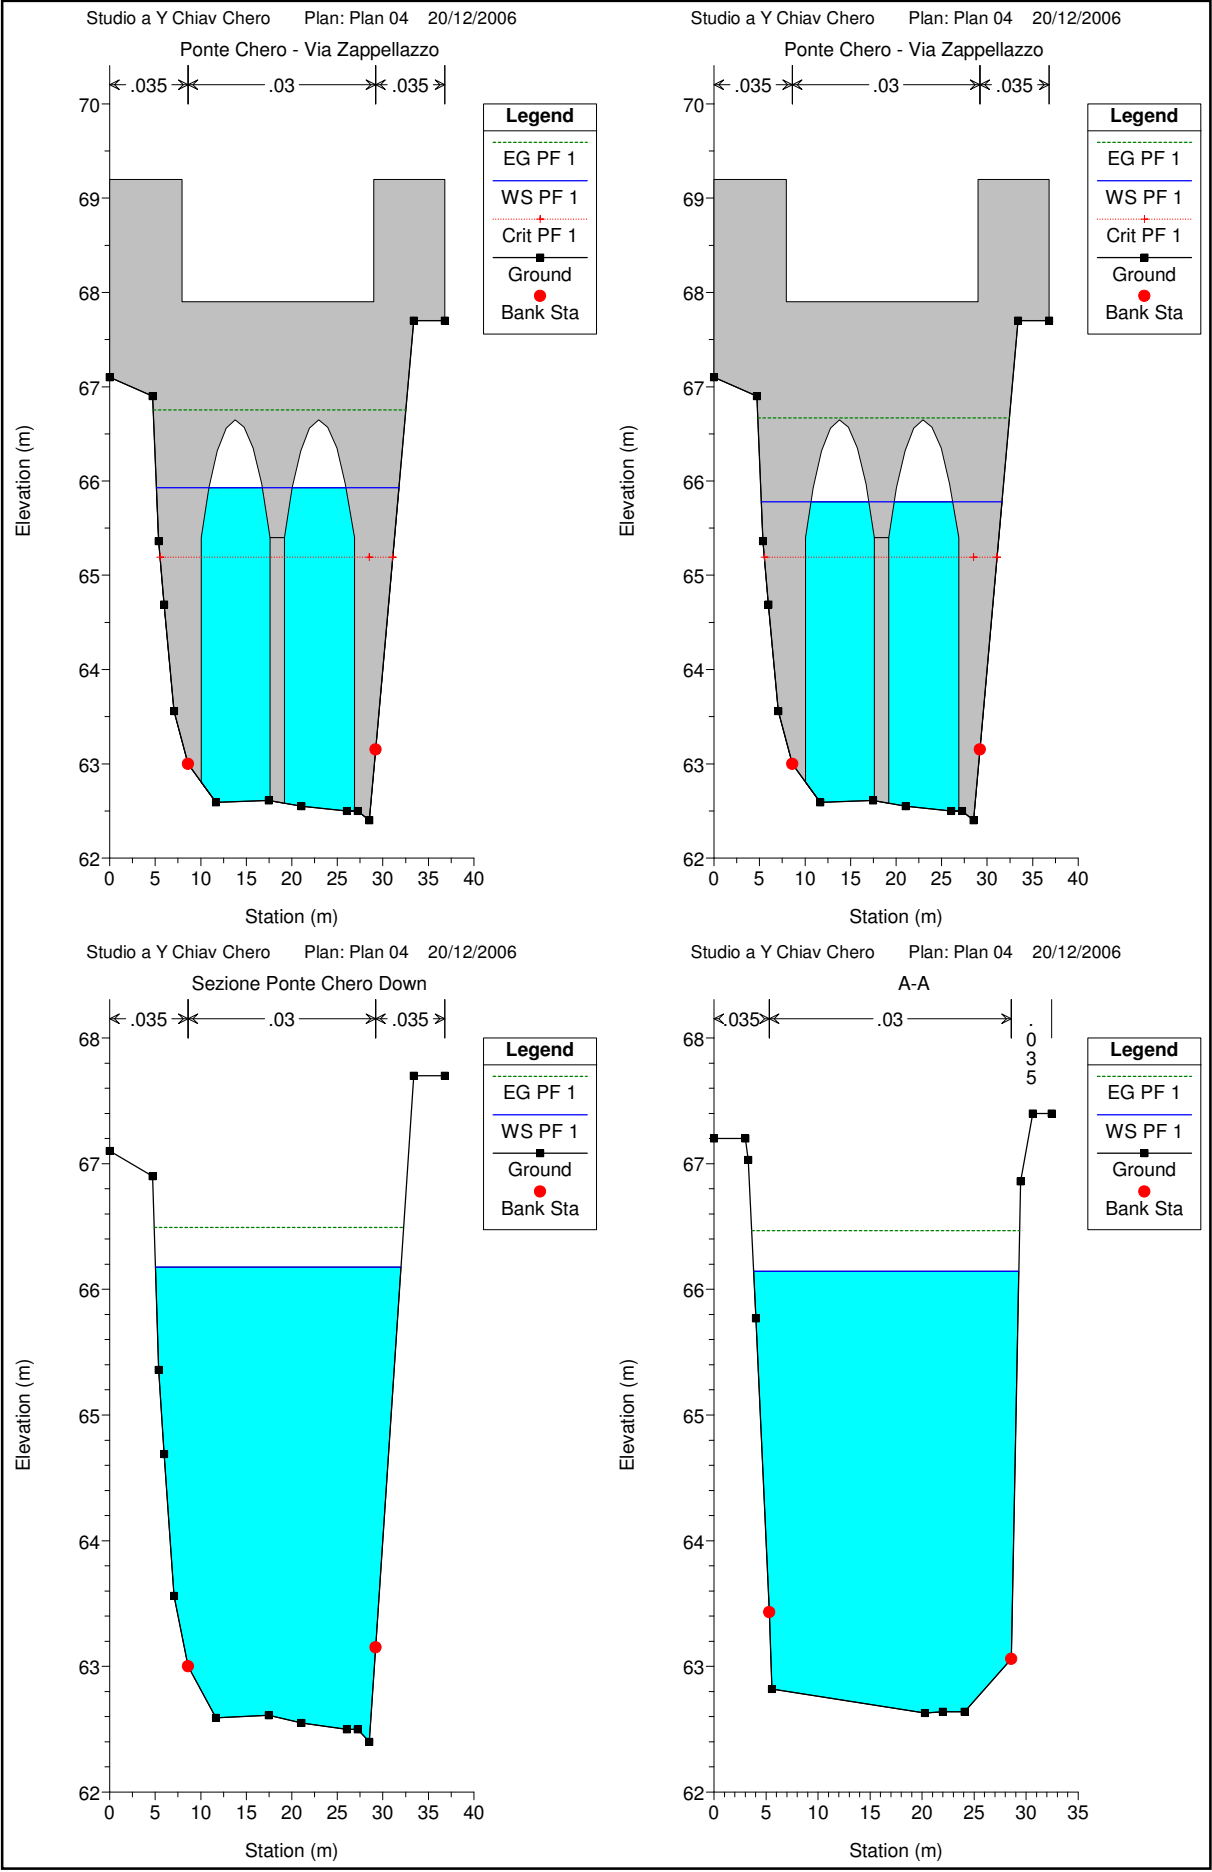 Studio a Y Chiav Chero Plan: Plan 04 20/12/2006
Ponte Chero - Via Zappellazzo
.035 .03 .035
Legend
EG PF 1
WS PF 1
Crit PF 1
Ground
Bank Sta
70
69
68
67
66
65
64
63
62
Elevation (m)
0 5 10 15 20 25 30 35 40
Station (m)
Studio a Y Chiav Chero Plan: Plan 04 20/12/2006
Ponte Chero - Via Zappellazzo
.035 .03 .035
Legend
EG PF 1
WS PF 1
Crit PF 1
Ground
Bank Sta
70
69
68
67
66
65
64
63
62
Elevation (m)
0 5 10 15 20 25 30 35 40
Station (m)
Studio a Y Chiav Chero Plan: Plan 04 20/12/2006
Sezione Ponte Chero Down
.035 .03 .035
Legend
EG PF 1
WS PF 1
Ground
Bank Sta
68
67
66
65
64
63
62
Elevation (m)
0 5 10 15 20 25 30 35 40
Station (m)
Studio a Y Chiav Chero Plan: Plan 04 20/12/2006
A-A
.035 .03 .035
Legend
EG PF 1
WS PF 1
Ground
Bank Sta
68
67
66
65
64
63
62
Elevation (m)
0 5 10 15 20 25 30 35
Station (m)